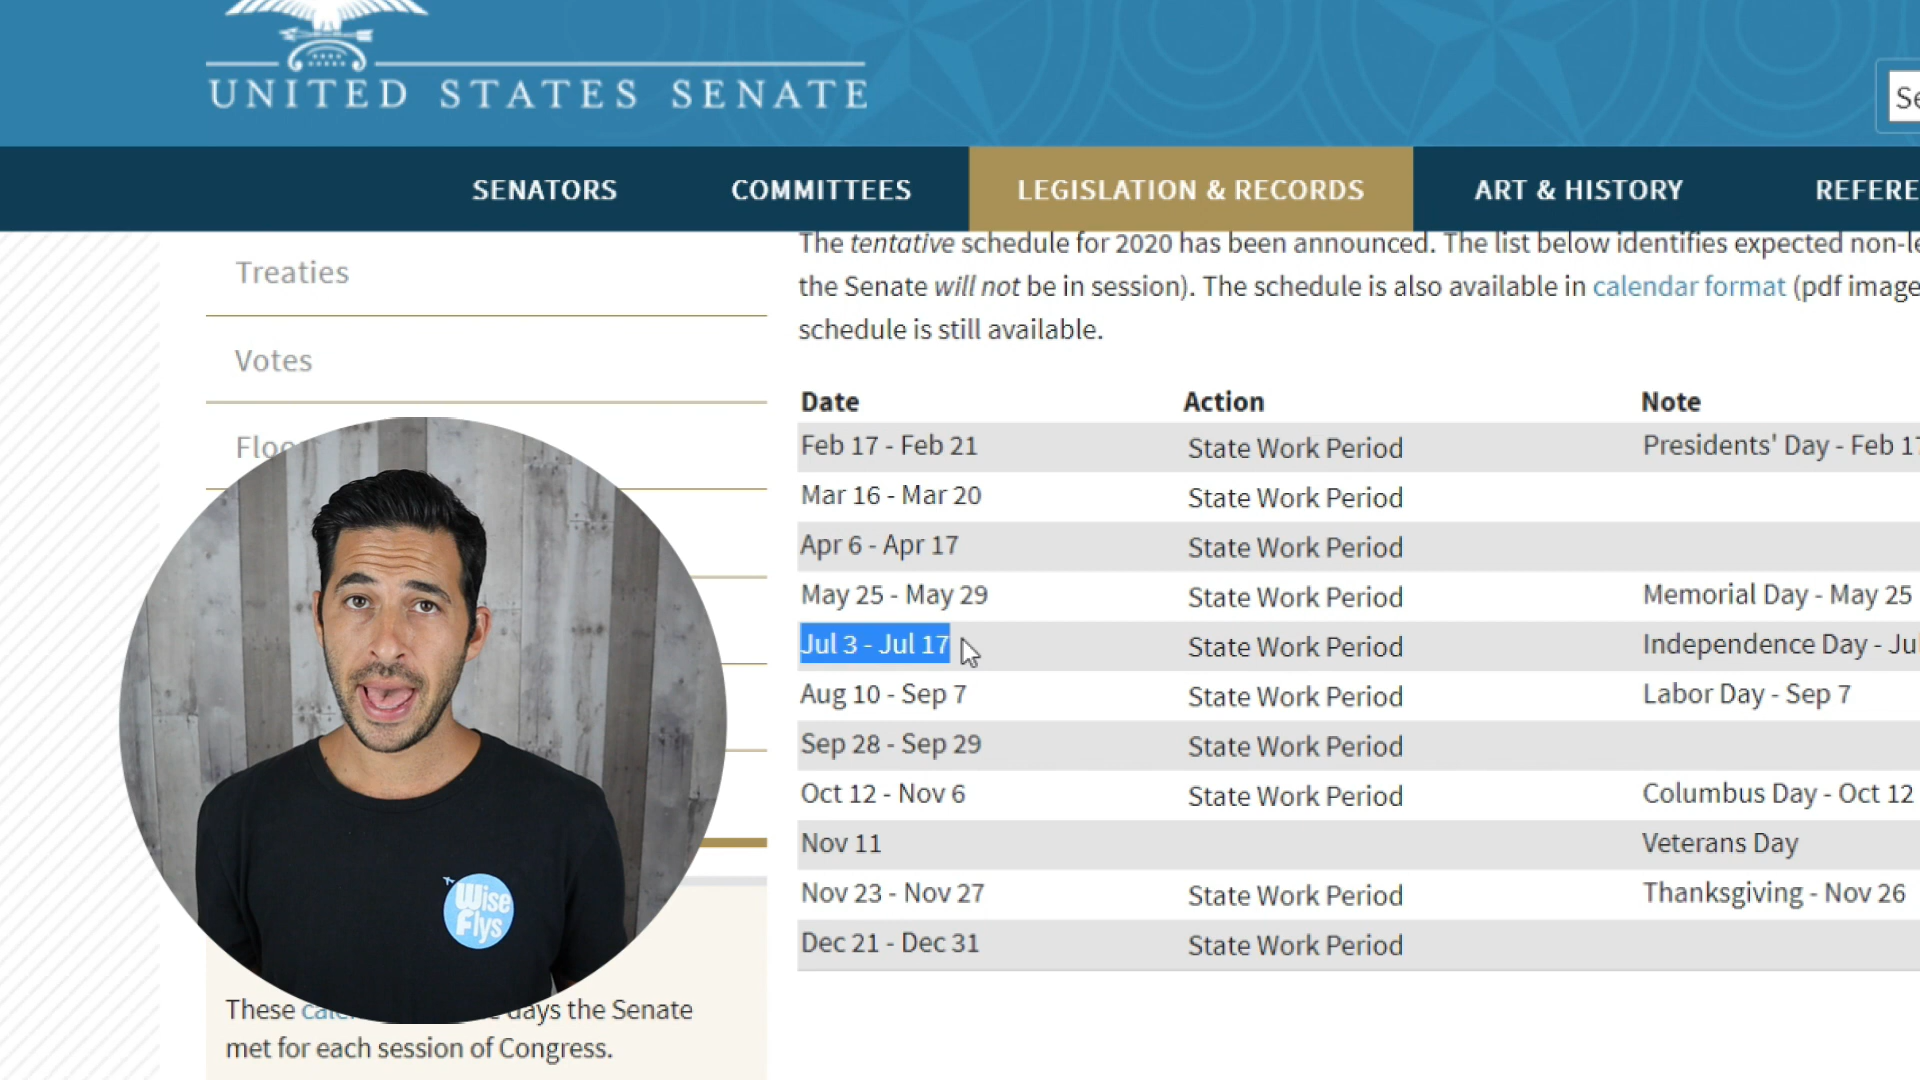 UNITED STATES SENATE
SENATORS COMMITTEES LEGISLATION & RECORDS ART & HISTORY
Treaties
Votes
The tentative schedule for 2020 has been announced. The list below identifies expected
the Senate will not be in session). The schedule is also available in calendar format (pdf image
schedule is still available.
Date Action Note
Feb 17 - Feb 21 State Work Period Presidents' Day - Feb 17
Mar 16 - Mar 20 State Work Period
Apr 6 - Apr 17 State Work Period
May 25 - May 29 State Work Period Memorial Day - May 25
Jul 3 - Jul 17 State Work Period Independence Day -
Aug 10 - Sep 7 State Work Period Labor Day - Sep 7
Sep 28 - Sep 29 State Work Period
Oct 12 - Nov 6 State Work Period Columbus Day - Oct 12
Nov 11 Veterans Day
Nov 23 - Nov 27 State Work Period Thanksgiving - Nov 26
Dec 21 - Dec 31 State Work Period
Wise
Flys
These days the Senate
met for each session of Congress.